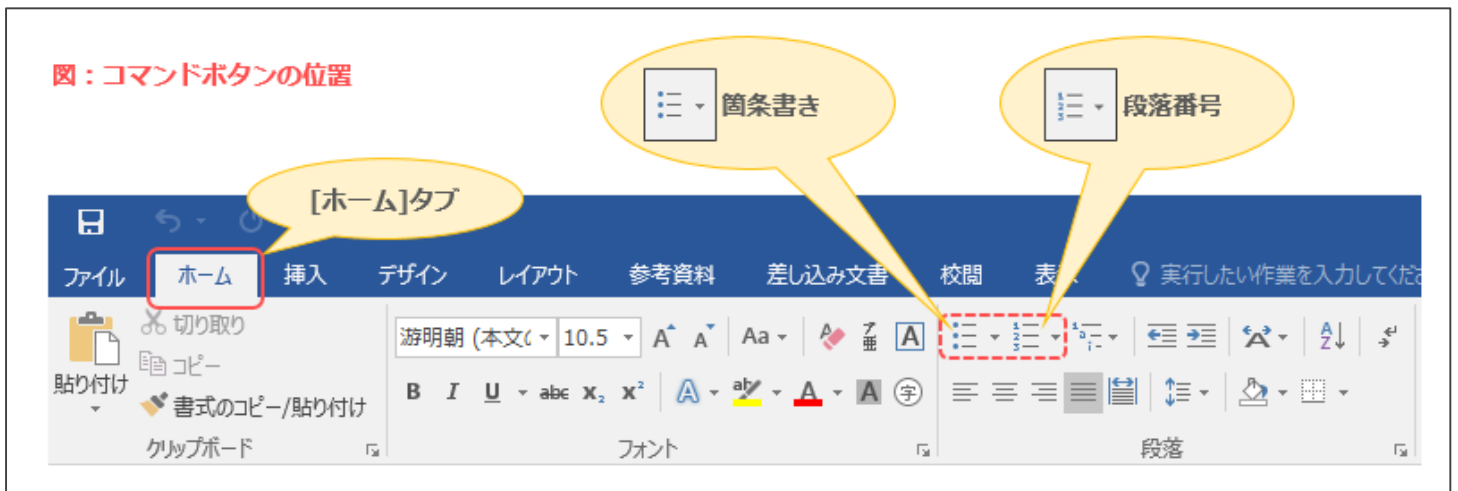 図：コマンドボタンの位置
箇条書き
段落番号
[ホーム]タブ
ファイル ホーム 挿入 デザイン レイアウト 参考資料 差し込み文書 校閲 実行したい作業を入力してくだ
切り取り
コピー
貼り付け
書式のコピー/貼り付け
游明朝 (本文( 10.5 A A Aa ア 亜 A
B I U abc X₂ X² A aby A A 字
A Z
クリップボード フォント 段落